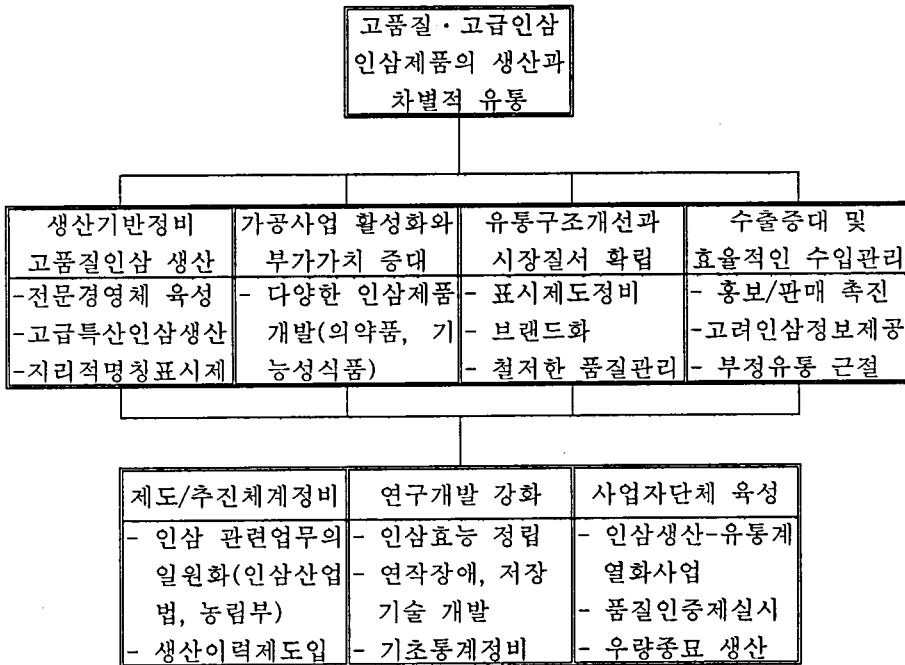 고품질·고급인삼
인삼제품의 생산과
차별적 유통
생산기반정비
고품질인삼 생산
-전문경영체 육성
-고급특산인삼생산
-지리적명칭표시제
가공사업 활성화와
부가가치 증대
- 다양한 인삼제품
개발(의약품, 기
능성식품)
유통구조개선과
시장질서 확립
- 표시제도정비
- 브랜드화
- 철저한 품질관리
수출증대 및
효율적인 수입관리
- 홍보/판매 촉진
-고려인삼정보제공
- 부정유통 근절
제도/추진체계정비
- 인삼 관련업무의
일원화(인삼산업
법, 농림부)
- 생산이력제도입
연구개발 강화
- 인삼효능 정립
- 연작장애, 저장
기술 개발
- 기초통계정비
사업자단체 육성
- 인삼생산-유통계
열화사업
- 품질인증제실시
- 우량종묘 생산